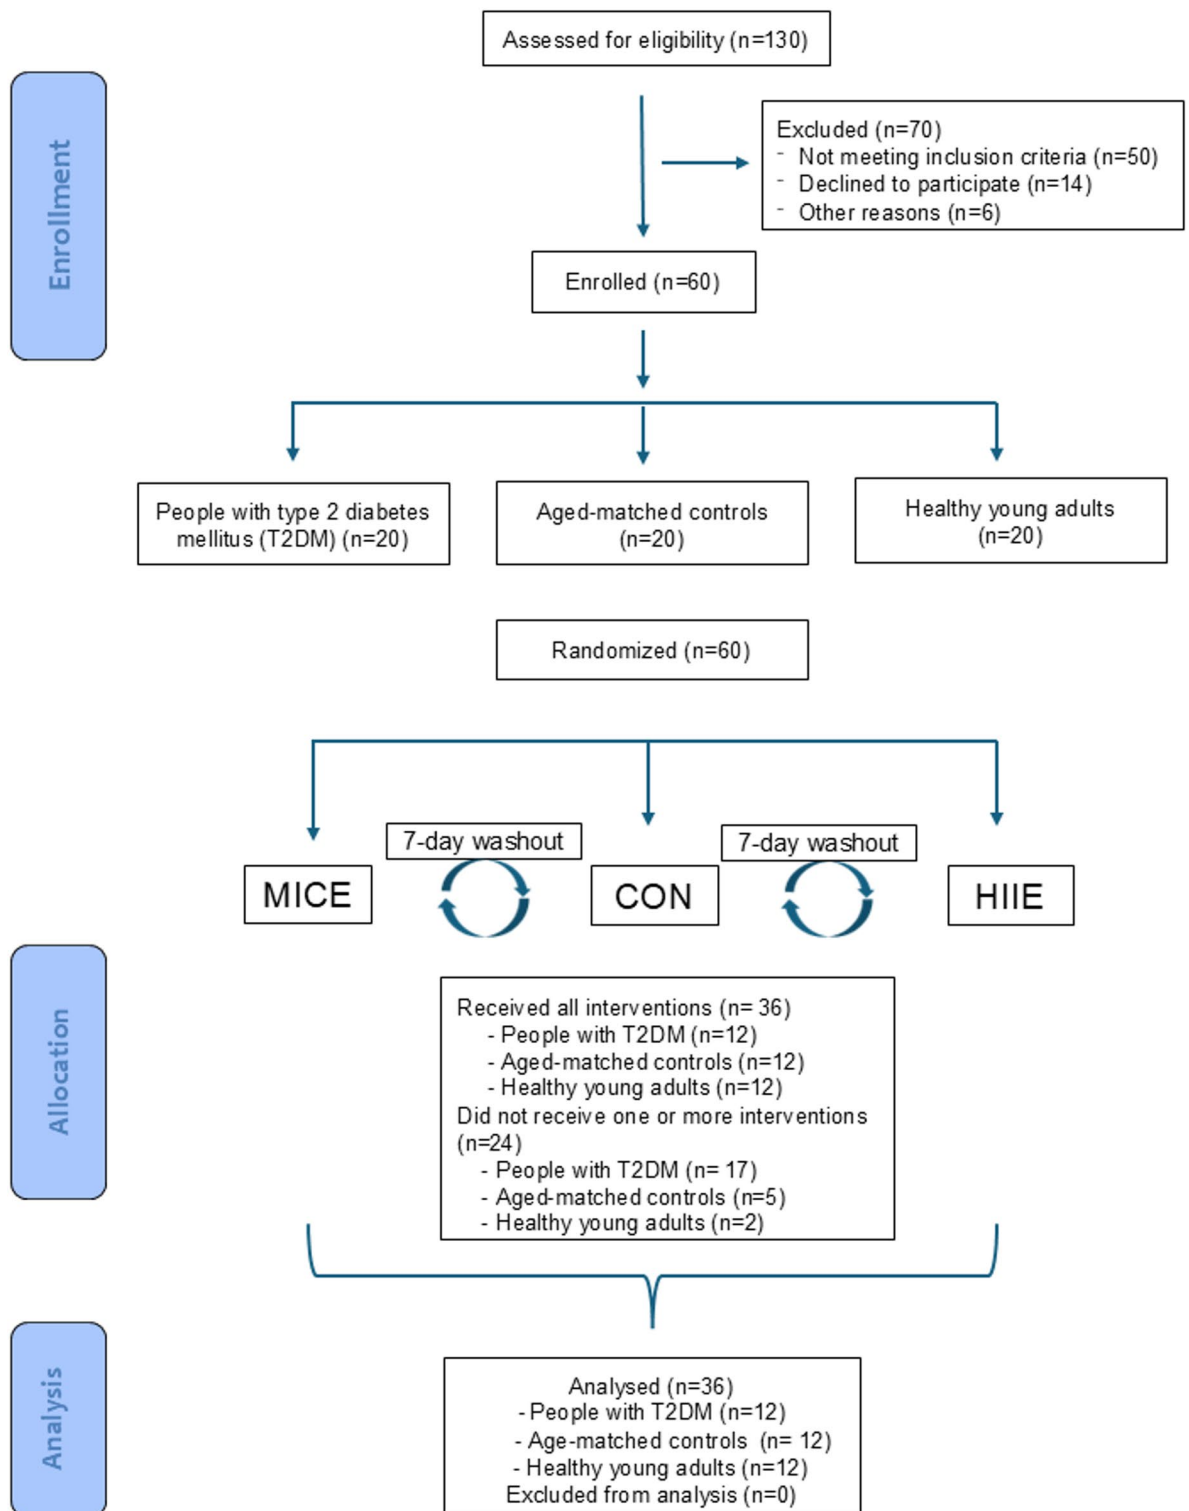 Assessed for eligibility (n=130)
Enrollment
Excluded (n=70)
- Not meeting inclusion criteria (n=50)
- Declined to participate (n=14)
- Other reasons (n=6)
Enrolled (n=60)
People with type 2 diabetes
mellitus (T2DM) (n=20)
Aged-matched controls
(n=20)
Healthy young adults
(n=20)
Randomized (n=60)
7-day washout
7-day washout
MICE
CON
HIIE
Allocation
Received all interventions (n= 36)
- People with T2DM (n=12)
- Aged-matched controls (n=12)
- Healthy young adults (n=12)
Did not receive one or more interventions
(n=24)
- People with T2DM (n= 17)
- Aged-matched controls (n=5)
- Healthy young adults (n=2)
Analysis
Analysed (n=36)
- People with T2DM (n=12)
- Age-matched controls (n= 12)
- Healthy young adults (n=12)
Excluded from analysis (n=0)